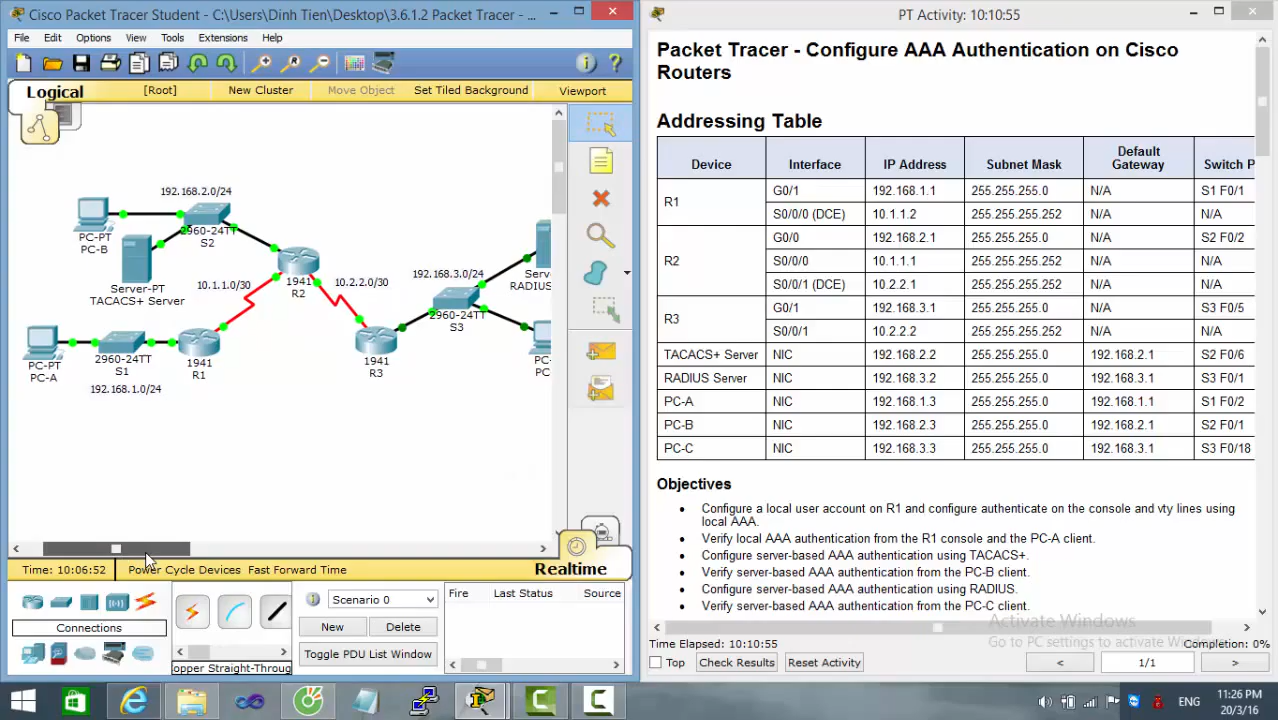 Cisco Packet Tracer Student - C:\Users\Dinh Tien\Desktop\3.6.1.2 Packet Tracer - ...
File Edit Options View Tools Extensions Help
Logical [Root] New Cluster Move Object Set Tiled Background Viewport
192.168.2.0/24
PC-PT
PC-B
2960-24TT
S2
Server-PT
TACACS+ Server
10.1.1.0/30
1941
R2
10.2.2.0/30
192.168.3.0/24
Server
RADIUS
2960-24TT
S3
PC-PT
PC-A
2960-24TT
S1
1941
R1
192.168.1.0/24
1941
R3
PC
PC-
Time: 10:06:52 Power Cycle Devices Fast Forward Time Realtime
Connections
opper Straight-Throug
Scenario 0
New Delete
Toggle PDU List Window
Fire Last Status Source
PT Activity: 10:10:55
Packet Tracer - Configure AAA Authentication on Cisco
Routers
Addressing Table
Device Interface IP Address Subnet Mask Default Gateway Switch P
R1 G0/1 192.168.1.1 255.255.255.0 N/A S1 F0/1
S0/0/0 (DCE) 10.1.1.2 255.255.255.252 N/A N/A
R2 G0/0 192.168.2.1 255.255.255.0 N/A S2 F0/2
S0/0/0 10.1.1.1 255.255.255.252 N/A N/A
S0/0/1 (DCE) 10.2.2.1 255.255.255.252 N/A N/A
R3 G0/1 192.168.3.1 255.255.255.0 N/A S3 F0/5
S0/0/1 10.2.2.2 255.255.255.252 N/A N/A
TACACS+ Server NIC 192.168.2.2 255.255.255.0 192.168.2.1 S2 F0/6
RADIUS Server NIC 192.168.3.2 255.255.255.0 192.168.3.1 S3 F0/1
PC-A NIC 192.168.1.3 255.255.255.0 192.168.1.1 S1 F0/2
PC-B NIC 192.168.2.3 255.255.255.0 192.168.2.1 S2 F0/1
PC-C NIC 192.168.3.3 255.255.255.0 192.168.3.1 S3 F0/18
Objectives
• Configure a local user account on R1 and configure authenticate on the console and vty lines using
local AAA.
• Verify local AAA authentication from the R1 console and the PC-A client.
• Configure server-based AAA authentication using TACACS+.
• Verify server-based AAA authentication from the PC-B client.
• Configure server-based AAA authentication using RADIUS.
• Verify server-based AAA authentication from the PC-C client.
Activate Windows
Go to PC settings to activate Windows.
Time Elapsed: 10:10:55 Completion: 0%
Top Check Results Reset Activity < 1/1 >
ENG
11:26 PM
20/3/16